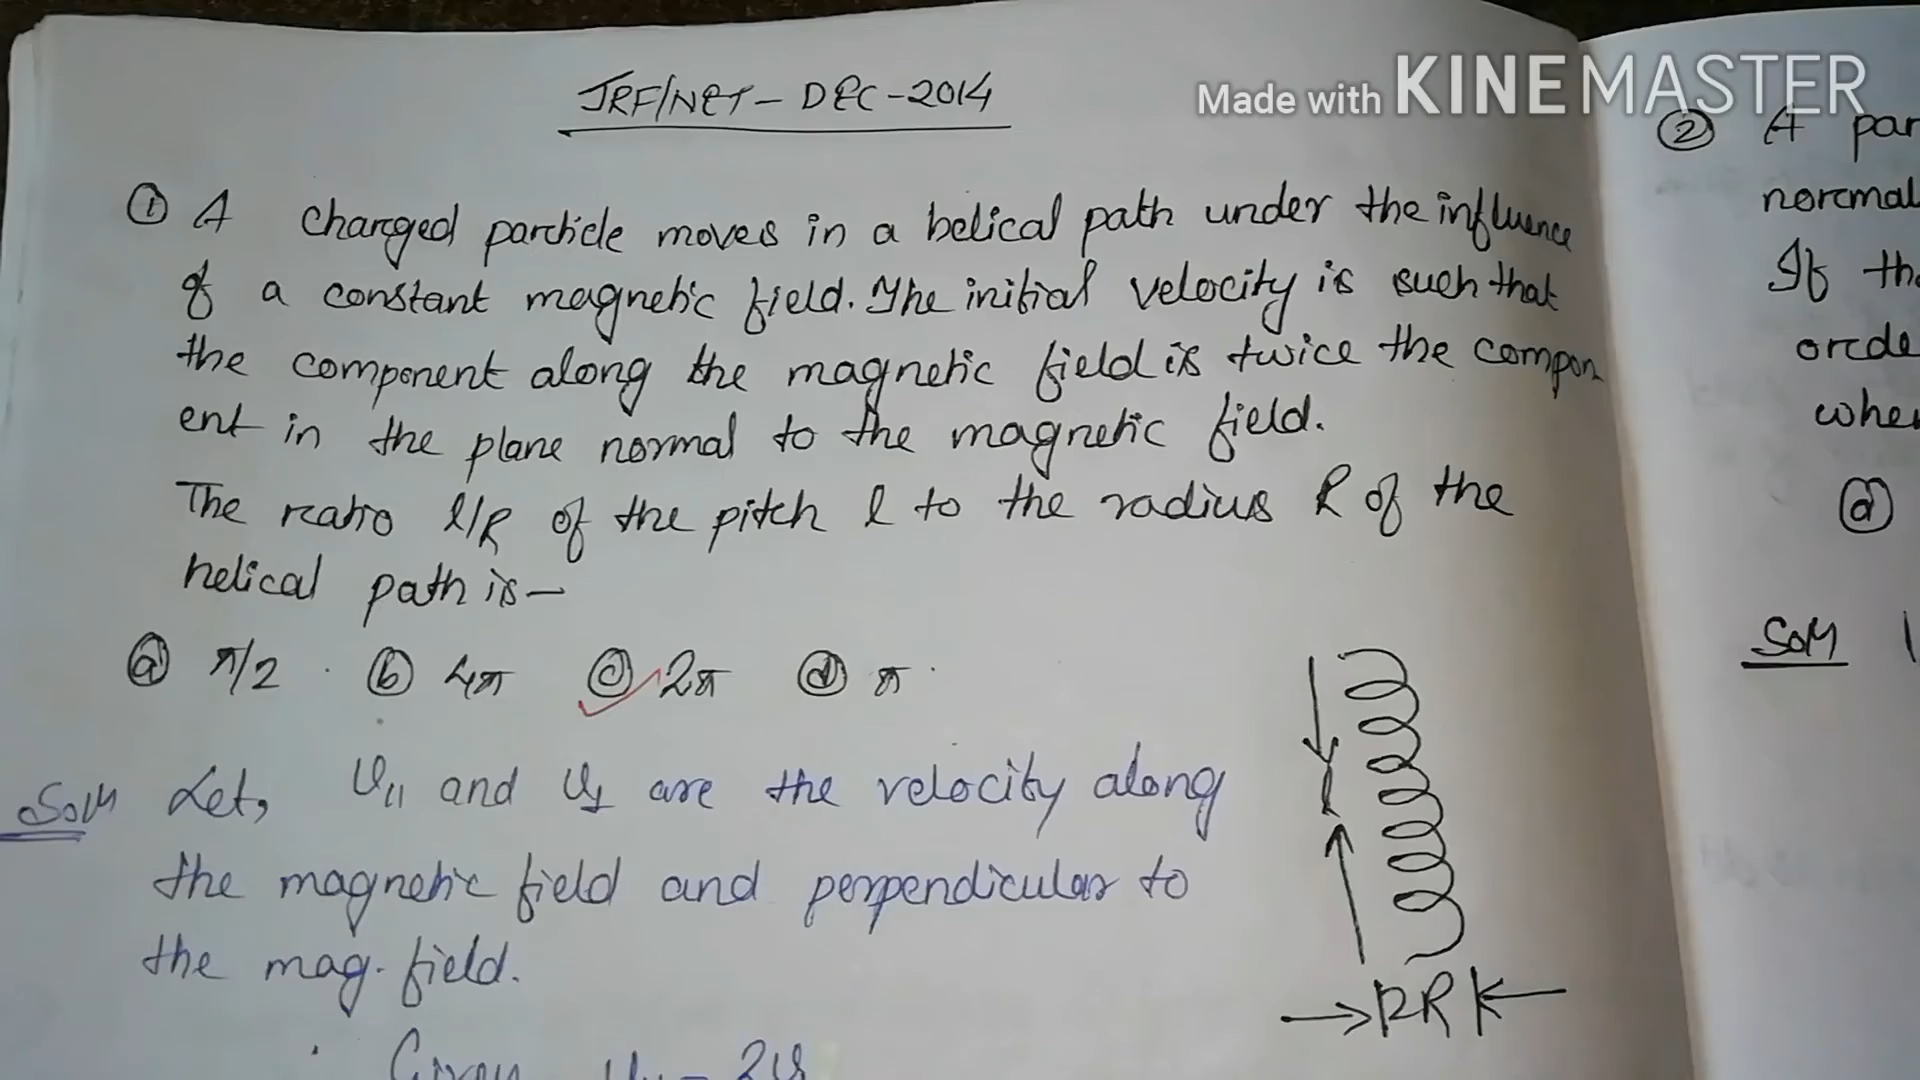 JRF/NET - DEC-2014
Made with KINEMASTER
① A charged particle moves in a helical path under the influence
of a constant magnetic field. The initial velocity is such that
the component along the magnetic field is twice the compon
ent in the plane normal to the magnetic field.
The ratio l/R of the pitch l to the radius R of the
helical path is—
ⓐ π/2 ⓑ 4π ⓒ 2π ⓓ π
Soln Let, V∥ and V⊥ are the velocity along
the magnetic field and perpendicular to
the mag. field.
l
R
② A par
normal
If th
orde
when
ⓐ
Soln